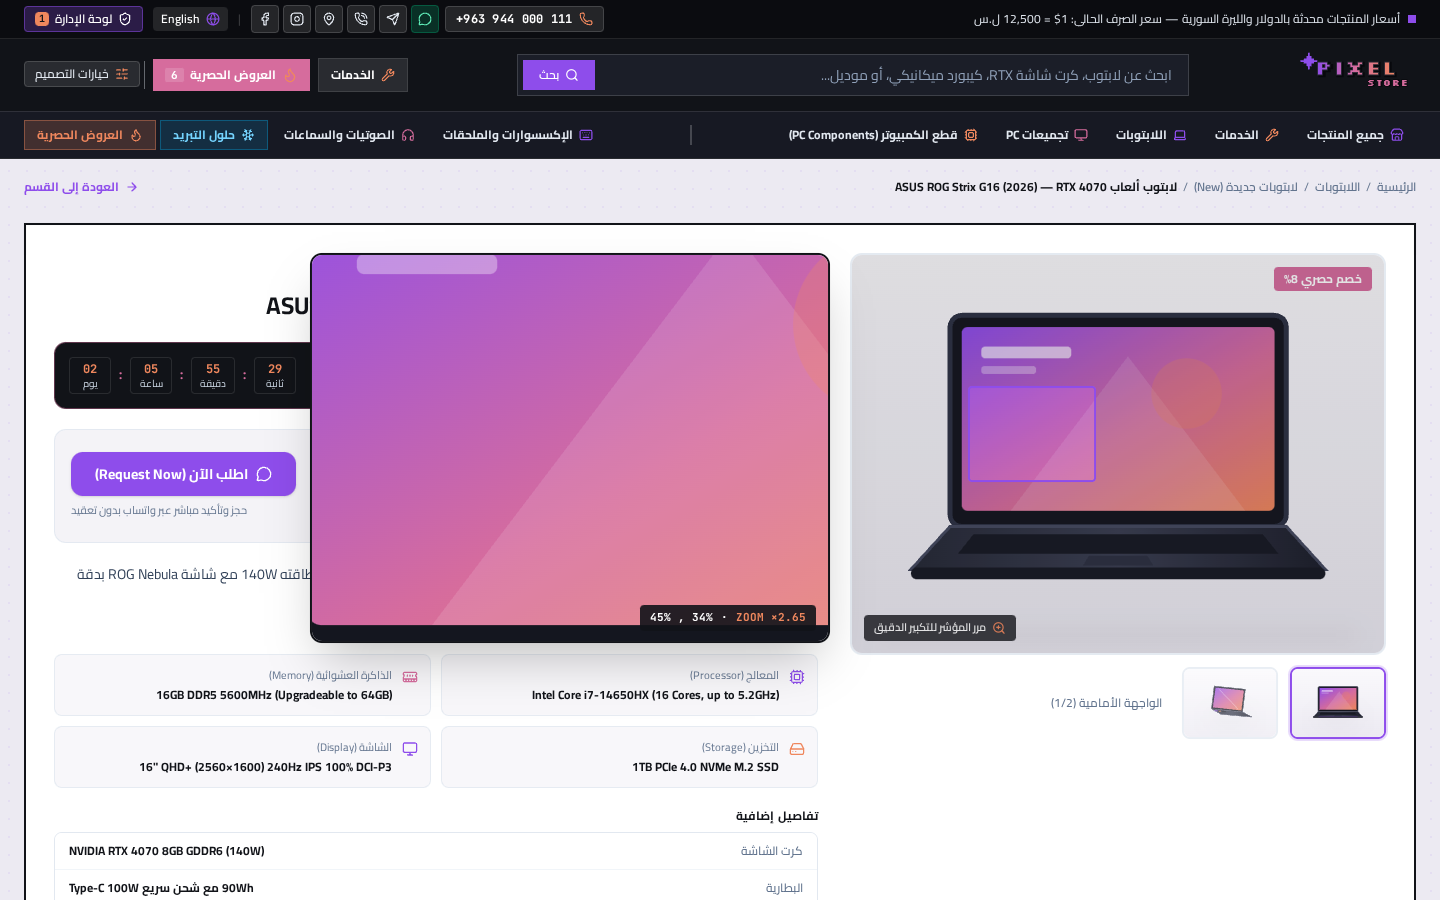 أسعار المنتجات محدثة بالدولار والليرة السورية — سعر الصرف الحالي: 1$ = 12,500 ل.س
+963 944 000 111
English
لوحة الإدارة 1
PIXEL
STORE
ابحث عن لابتوب، كرت شاشة RTX، كيبورد ميكانيكي، أو موديل...
بحث
الخدمات
العروض الحصرية 6
خيارات التصميم
جميع المنتجات
الخدمات
اللابتوبات
تجميعات PC
قطع الكمبيوتر (PC Components)
الإكسسوارات والملحقات
الصوتيات والسماعات
حلول التبريد
العروض الحصرية
الرئيسية / اللابتوبات / لابتوبات جديدة (New) / لابتوب ألعاب ASUS ROG Strix G16 (2026) — RTX 4070
العودة إلى القسم
خصم حصري 8%
مرر المؤشر للتكبير الدقيق
الواجهة الأمامية (1/2)
45% , 34% · ZOOM ×2.65
29 ثانية : 55 دقيقة : 05 ساعة : 02 يوم
اطلب الآن (Request Now)
حجز وتأكيد مباشر عبر واتساب بدون تعقيد
140W مع شاشة ROG Nebula بدقة
المعالج (Processor)
Intel Core i7-14650HX (16 Cores, up to 5.2GHz)
الذاكرة العشوائية (Memory)
16GB DDR5 5600MHz (Upgradeable to 64GB)
التخزين (Storage)
1TB PCIe 4.0 NVMe M.2 SSD
الشاشة (Display)
16" QHD+ (2560×1600) 240Hz IPS 100% DCI-P3
تفاصيل إضافية
كرت الشاشة
NVIDIA RTX 4070 8GB GDDR6 (140W)
البطارية
90Wh مع شحن سريع Type-C 100W